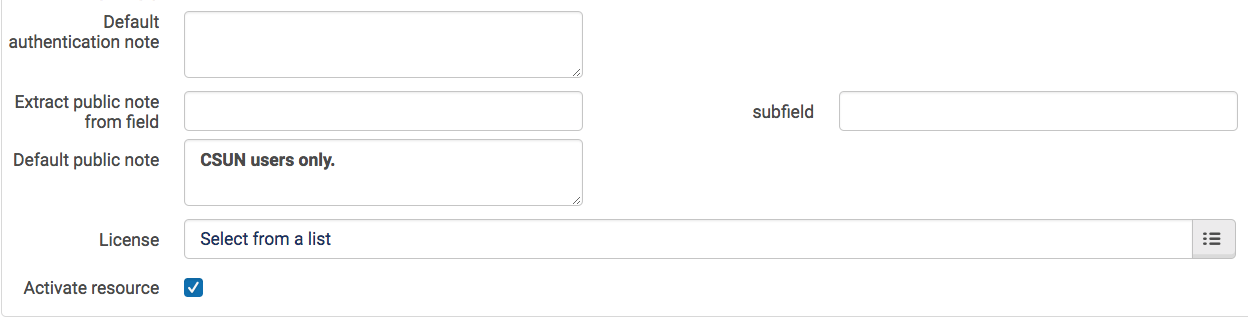 Default
authentication note
Extract public note
from field
subfield
Default public note
CSUN users only.
License
Select from a list
Activate resource